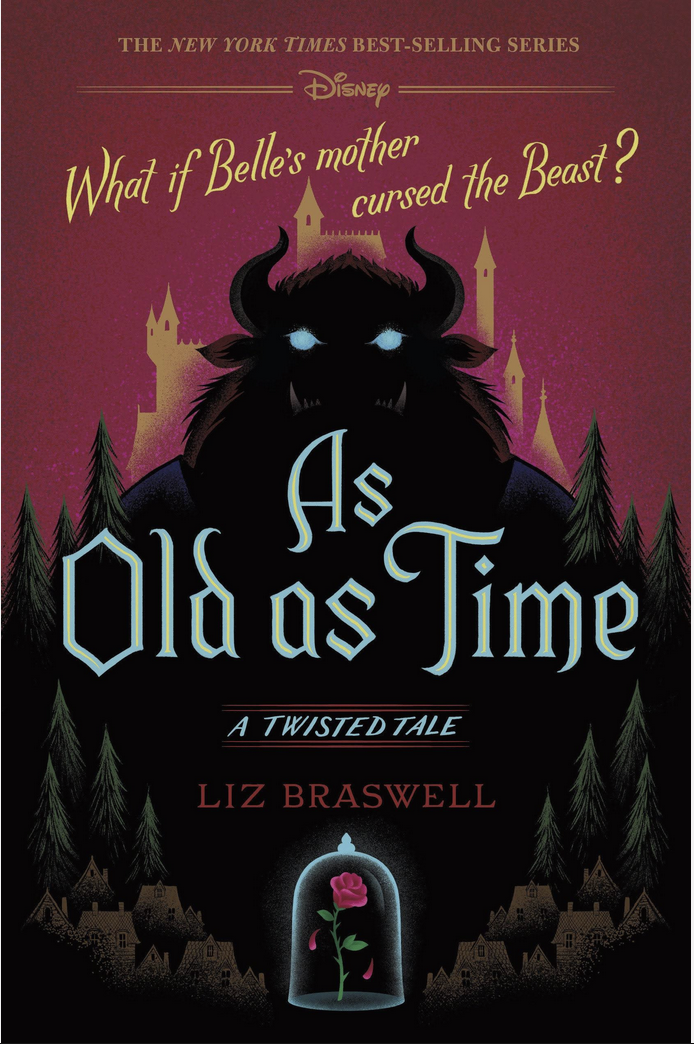 THE NEW YORK TIMES BEST-SELLING SERIES
Disney
What if Belle's mother
cursed the Beast?
As
Old as Time
A TWISTED TALE
LIZ BRASWELL